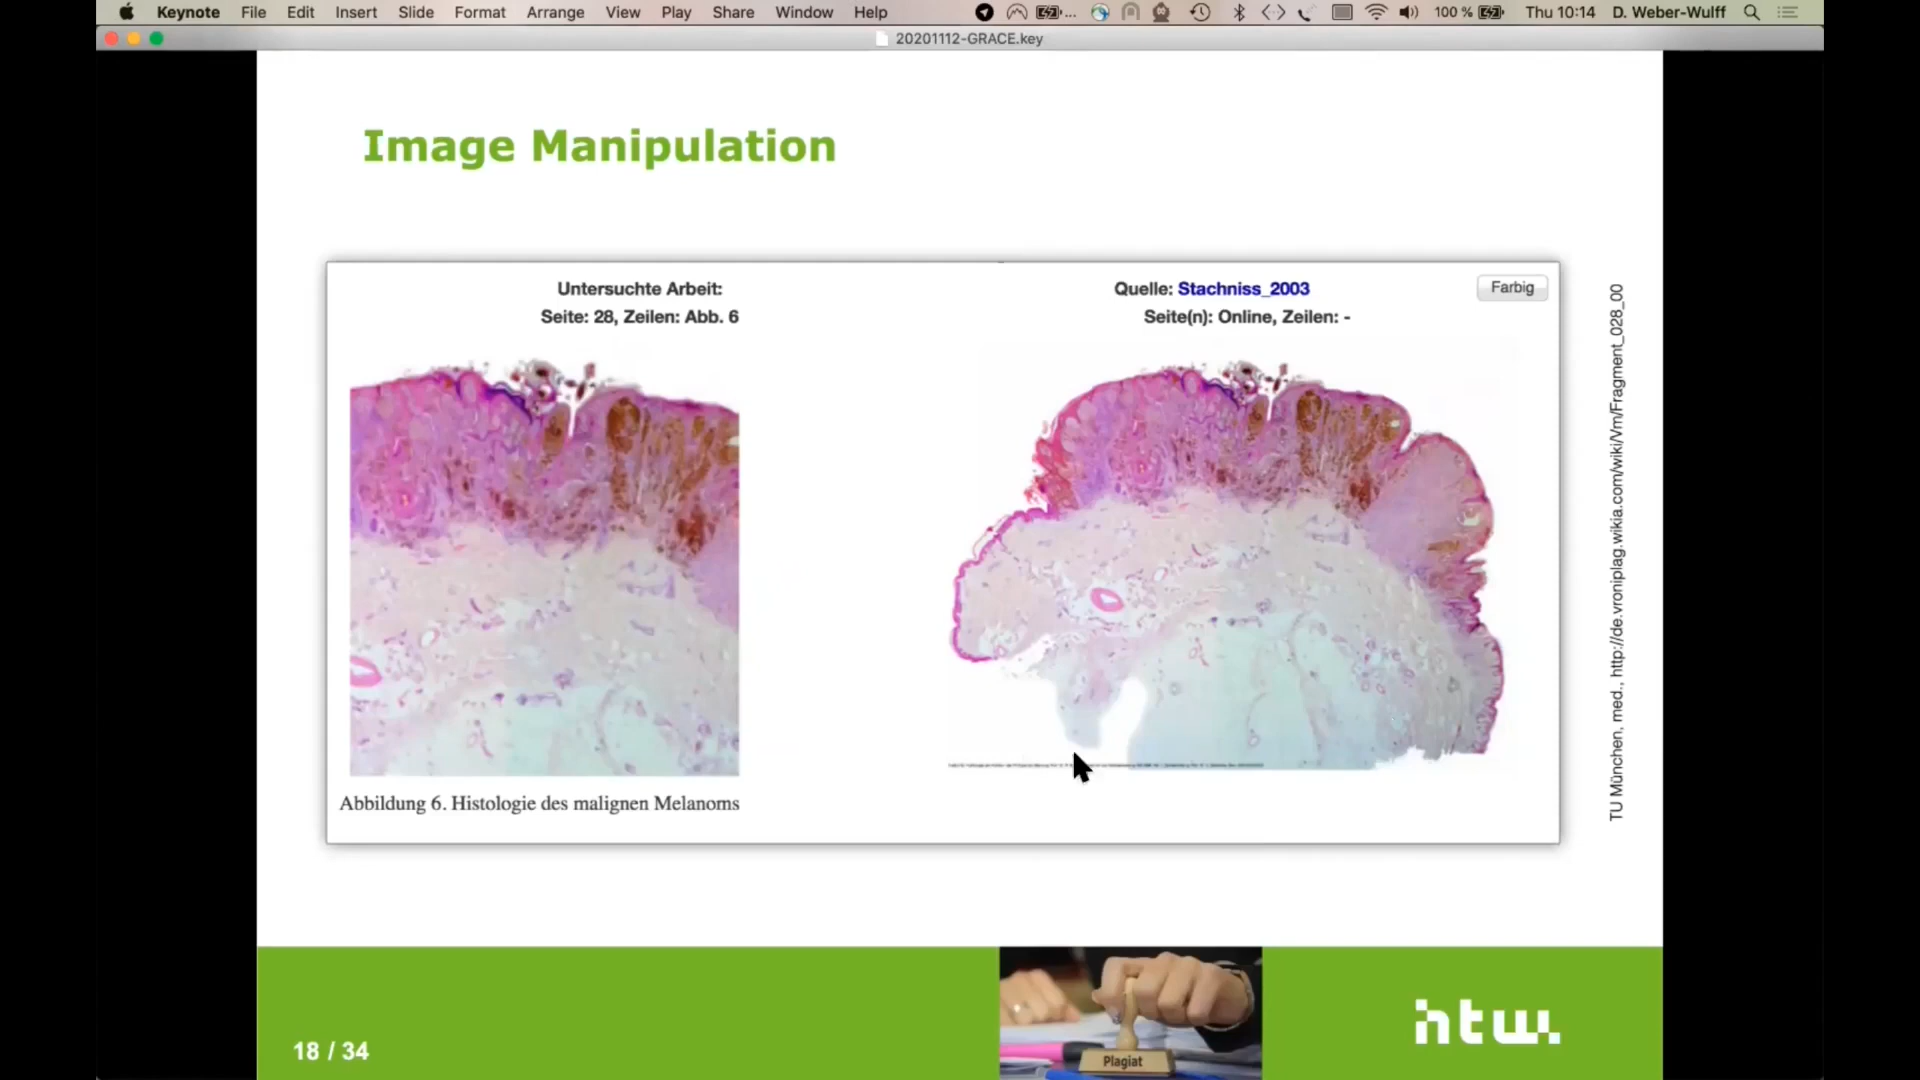 Keynote File Edit Insert Slide Format Arrange View Play Share Window Help 100 % Thu 10:14 D. Weber-Wulff
20201112-GRACE.key
Image Manipulation
Untersuchte Arbeit:
Seite: 28, Zeilen: Abb. 6
Quelle: Stachniss_2003
Seite(n): Online, Zeilen: -
Farbig
Abbildung 6. Histologie des malignen Melanoms
TU München, med., http://de.vroniplag.wikia.com/wiki/Vm/Fragment_028_00
18 / 34
Plagiat
htw.